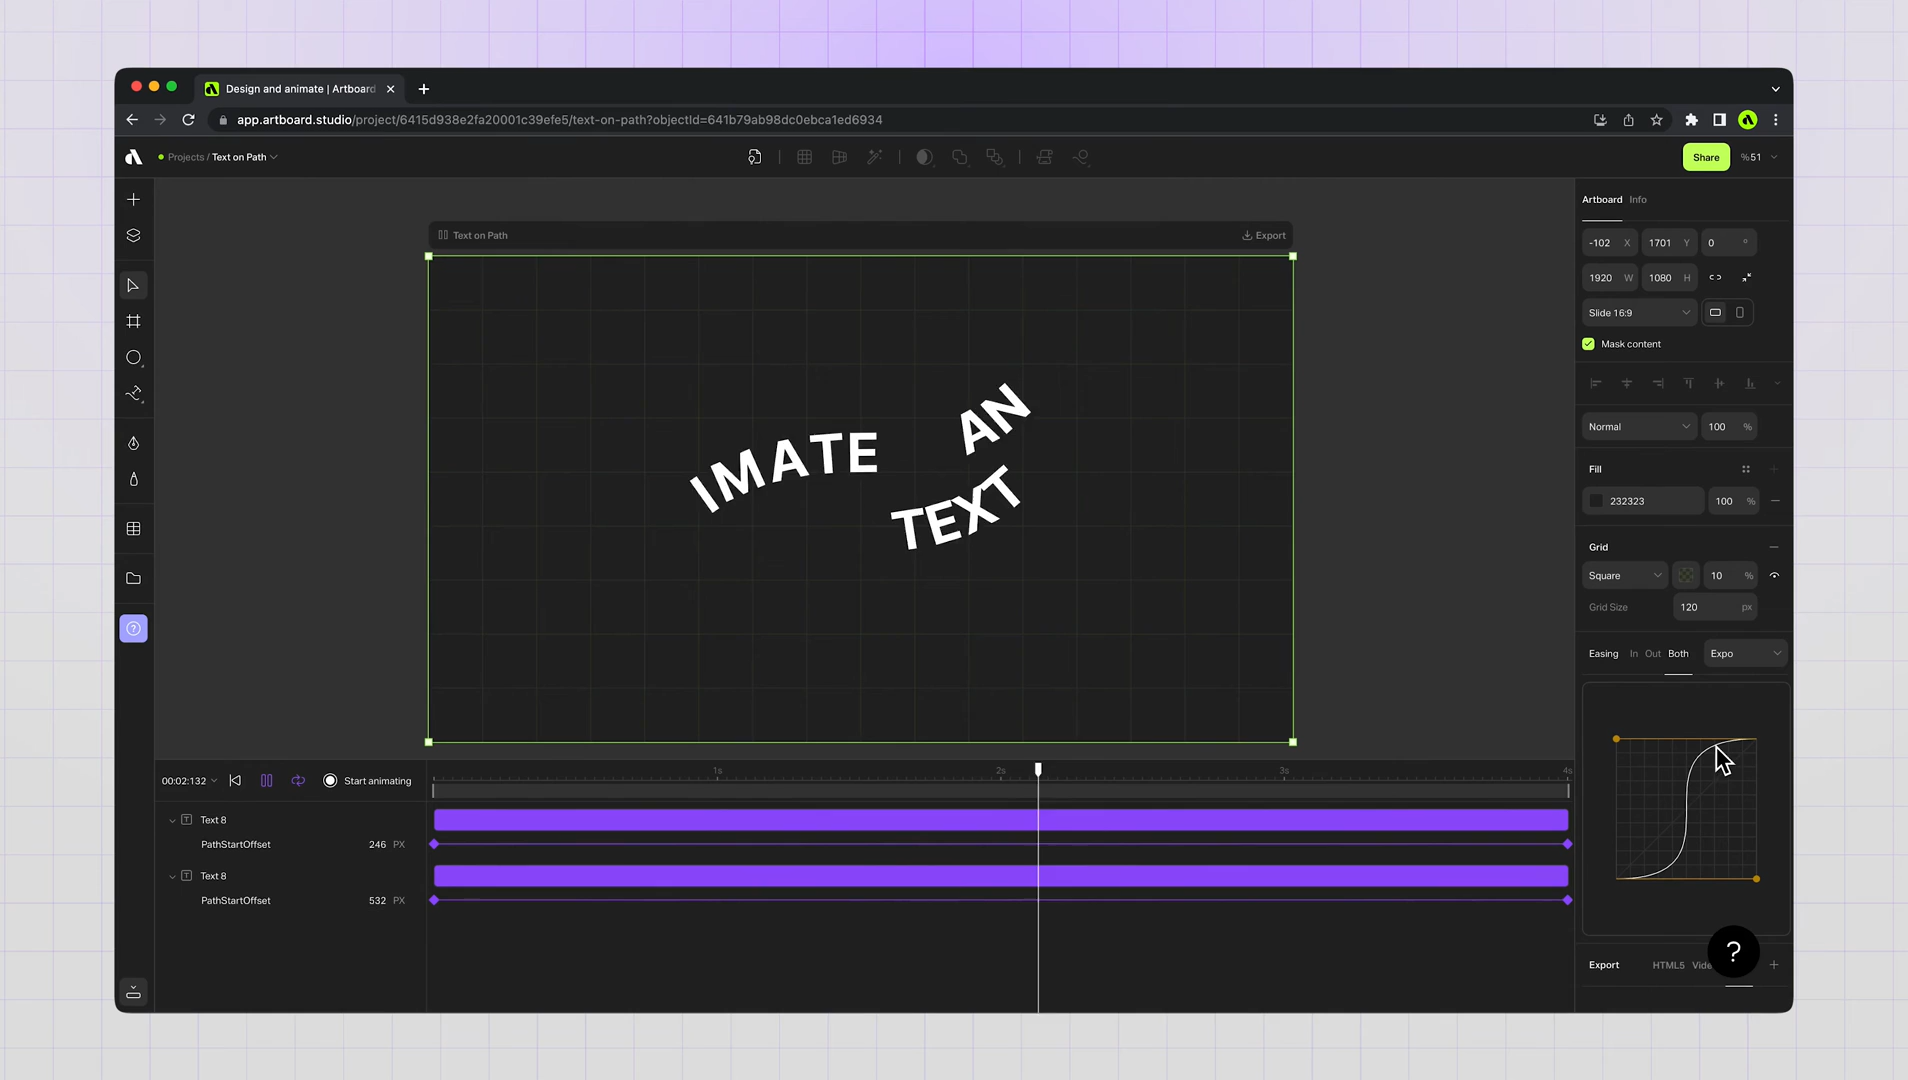 Design and animate | Artboard
app.artboard.studio/project/6415d938e2fa20001c39efe5/text-on-path?objectId=641b79ab98dc0ebca1ed6934
Projects / Text on Path
Share
%51
Artboard Info
Text on Path
Export
-102 X 1701 Y 0 °
1920 W 1080 H
Slide 16:9
Mask content
IMATE AN
TEXT
Normal 100 %
Fill
232323 100 %
Grid
Square 10 %
Grid Size 120 px
Easing In Out Both Expo
00:02:132
Start animating
1s 2s 3s 4s
Text 8
PathStartOffset 246 PX
Text 8
PathStartOffset 532 PX
?
Export HTML5 Vide